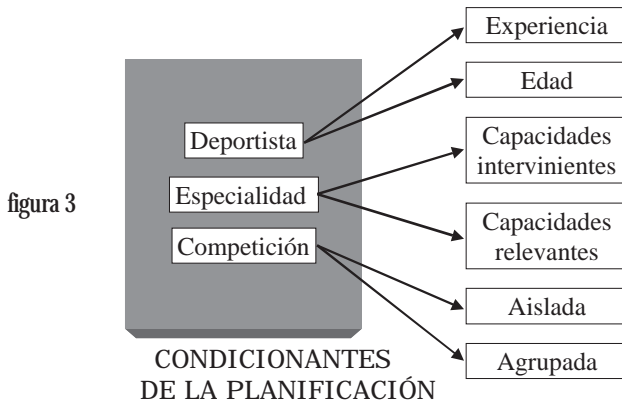 Experiencia
Edad
Deportista
Capacidades
intervinientes
figura 3
Especialidad
Capacidades
relevantes
Competición
Aislada
Agrupada
CONDICIONANTES
DE LA PLANIFICACIÓN